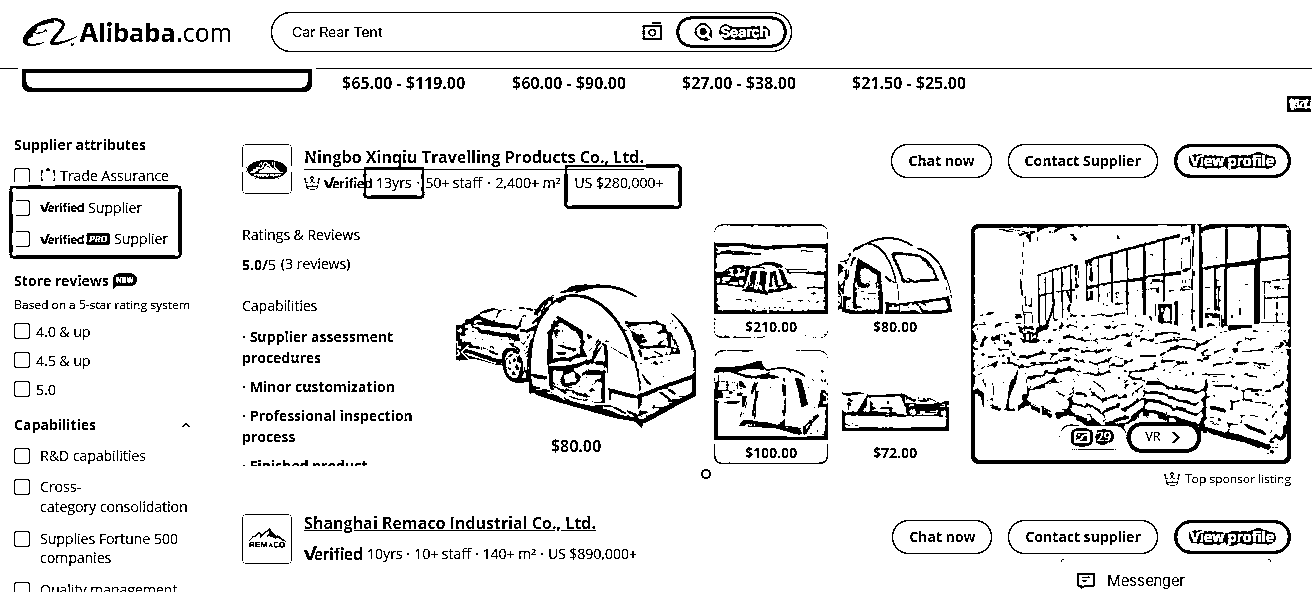 Alibaba.com
Car Rear Tent
Search
$65.00 - $119.00
$60.00 - $90.00
$27.00 - $38.00
$21.50 - $25.00
Supplier attributes
Trade Assurance
Verified Supplier
Verified PRO Supplier
Store reviews NEW
Based on a 5-star rating system
4.0 & up
4.5 & up
5.0
Capabilities
R&D capabilities
Cross-
category consolidation
Supplies Fortune 500
companies
Quality management
Ningbo Xinqiu Travelling Products Co., Ltd.
Verified 13yrs · 50+ staff · 2,400+ m² US $280,000+
Chat now
Contact Supplier
View profile
Ratings & Reviews
5.0/5 (3 reviews)
Capabilities
· Supplier assessment
procedures
· Minor customization
· Professional inspection
process
· Finished product
$80.00
$210.00
$80.00
$100.00
$72.00
29
VR
Top sponsor listing
REMACO
Shanghai Remaco Industrial Co., Ltd.
Verified 10yrs · 10+ staff · 140+ m² · US $890,000+
Chat now
Contact supplier
View profile
Messenger